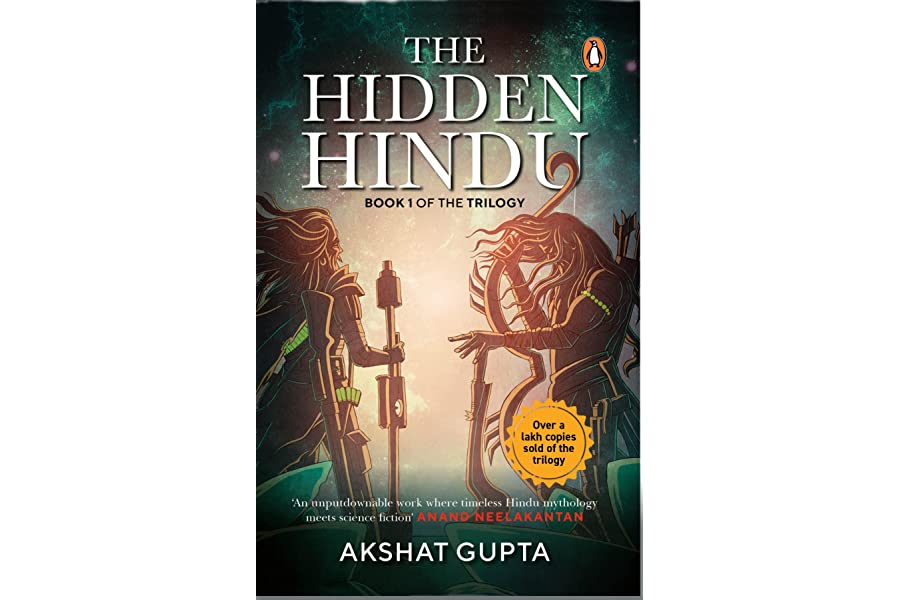 THE
HIDDEN
HINDU
BOOK 1 OF THE TRILOGY
Over a
lakh copies
sold of the
trilogy
'An unputdownable work where timeless Hindu mythology
meets science fiction' ANAND NEELAKANTAN
AKSHAT GUPTA